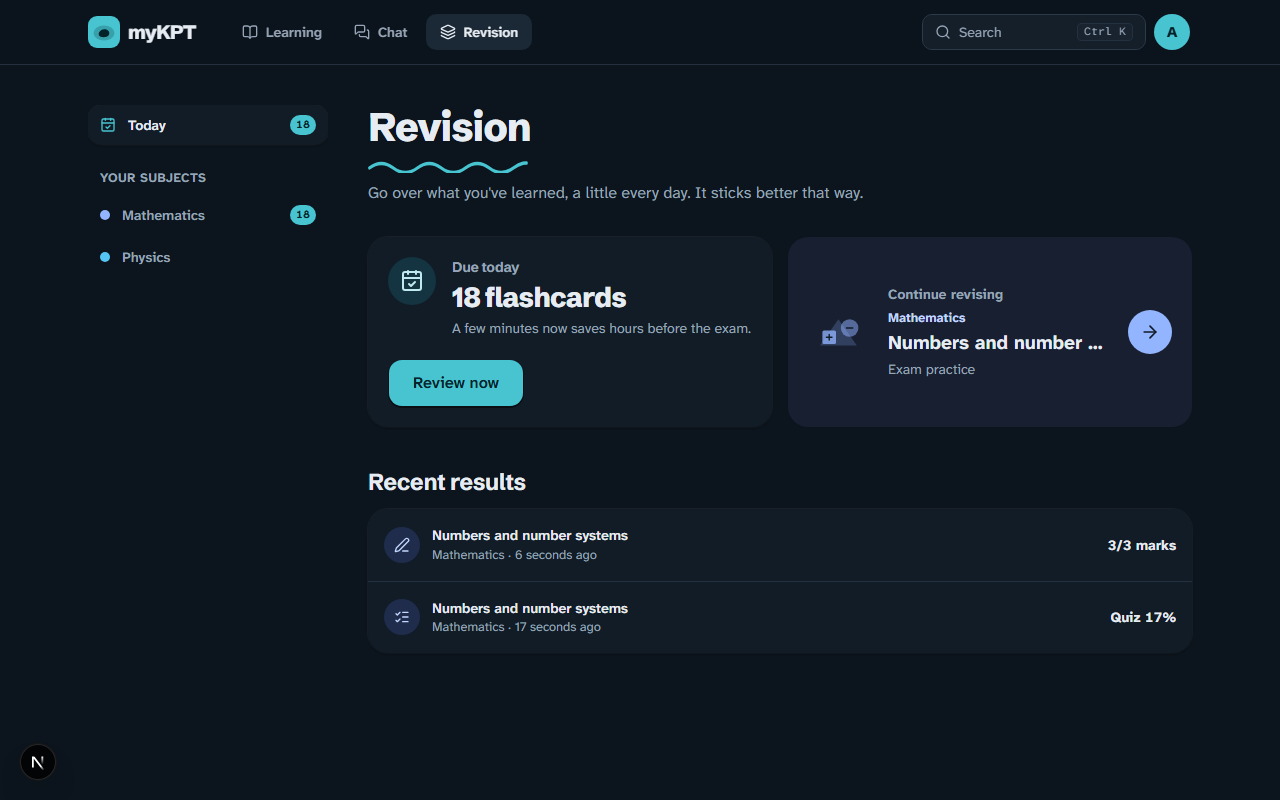 myKPT
Learning
Chat
Revision
Search
Ctrl K
A
Today
18
YOUR SUBJECTS
Mathematics
18
Physics
Revision
Go over what you've learned, a little every day. It sticks better that way.
Due today
18 flashcards
A few minutes now saves hours before the exam.
Review now
Continue revising
Mathematics
Numbers and number ...
Exam practice
Recent results
Numbers and number systems
Mathematics · 6 seconds ago
3/3 marks
Numbers and number systems
Mathematics · 17 seconds ago
Quiz 17%
N